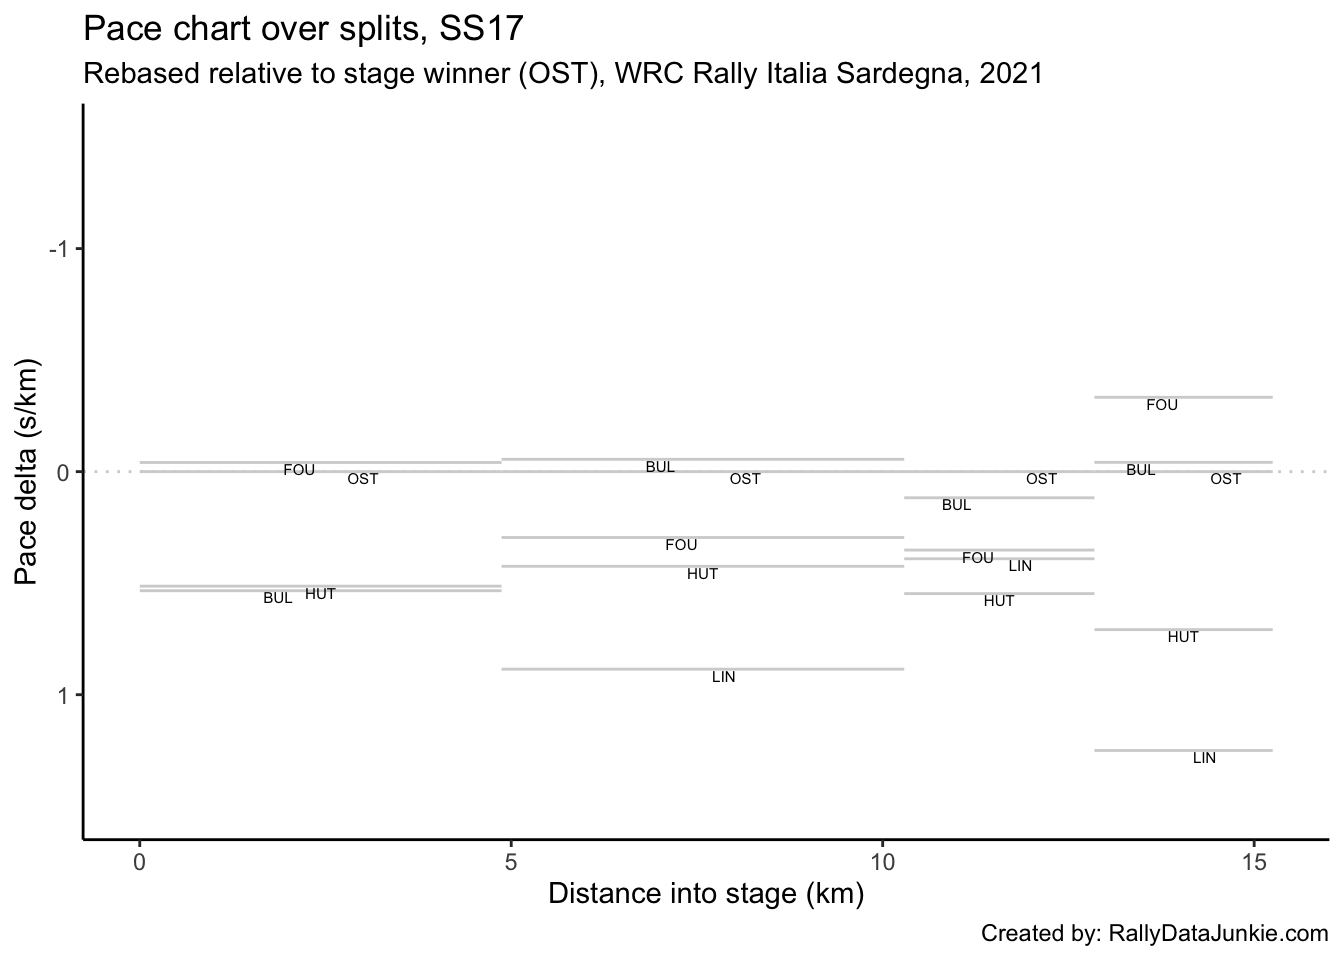 Pace chart over splits, SS17
Rebased relative to stage winner (OST), WRC Rally Italia Sardegna, 2021
Pace delta (s/km)
-1
0
1
FOU
OST
BUL
HUT
BUL
OST
FOU
HUT
LIN
OST
BUL
FOU
LIN
HUT
FOU
BUL
OST
HUT
LIN
0
5
10
15
Distance into stage (km)
Created by: RallyDataJunkie.com